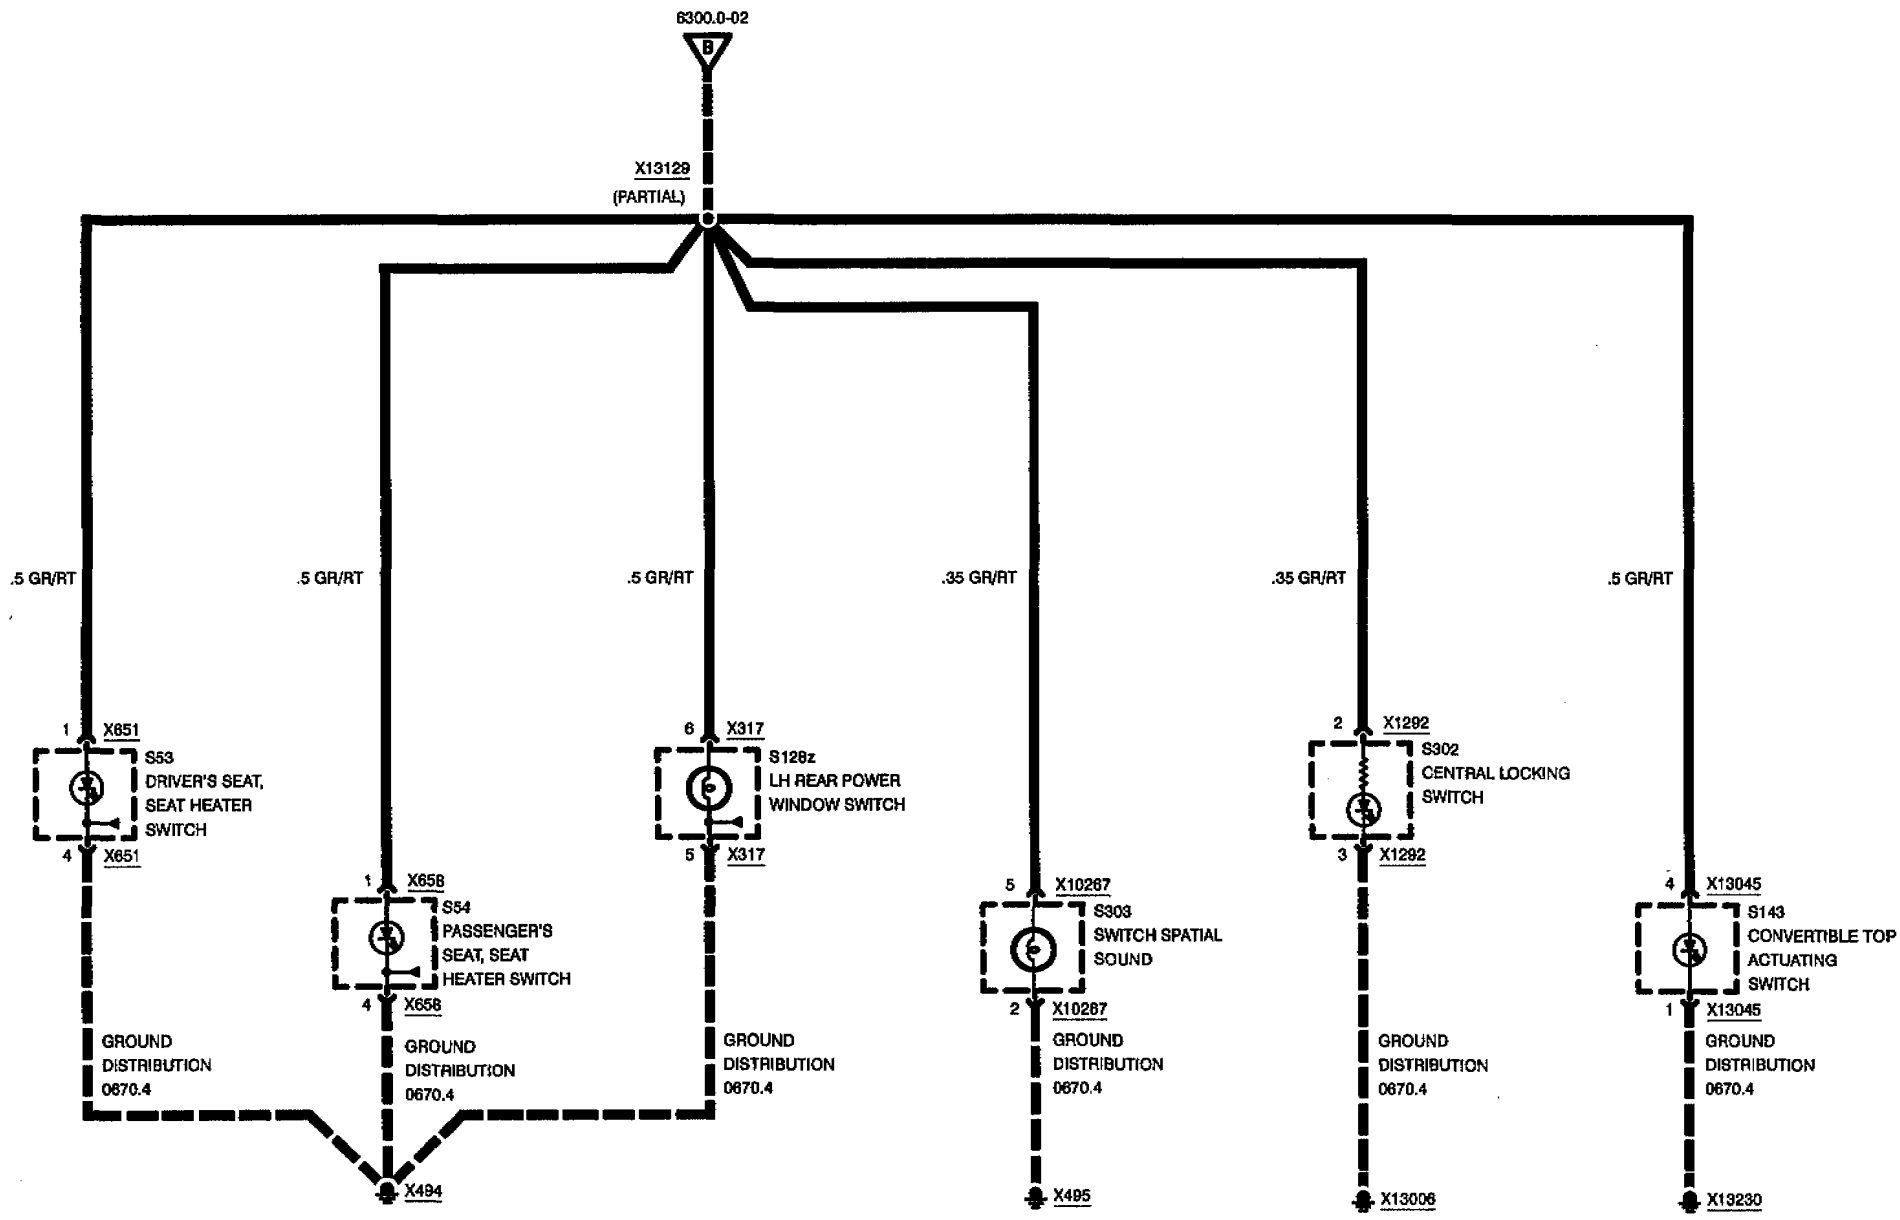 6300.0-02
B
X13129
(PARTIAL)
.5 GR/RT
.5 GR/RT
.5 GR/RT
.35 GR/RT
.35 GR/RT
.5 GR/RT
1 X651
S53
DRIVER'S SEAT,
SEAT HEATER
SWITCH
4 X651
6 X317
S128z
LH REAR POWER
WINDOW SWITCH
5 X317
2 X1292
S302
CENTRAL LOCKING
SWITCH
3 X1292
1 X658
S54
PASSENGER'S
SEAT, SEAT
HEATER SWITCH
4 X658
5 X10267
S303
SWITCH SPATIAL
SOUND
2 X10267
4 X13045
S143
CONVERTIBLE TOP
ACTUATING
SWITCH
1 X13045
GROUND
DISTRIBUTION
0670.4
GROUND
DISTRIBUTION
0670.4
GROUND
DISTRIBUTION
0670.4
GROUND
DISTRIBUTION
0670.4
GROUND
DISTRIBUTION
0670.4
GROUND
DISTRIBUTION
0670.4
X494
X495
X13006
X13230